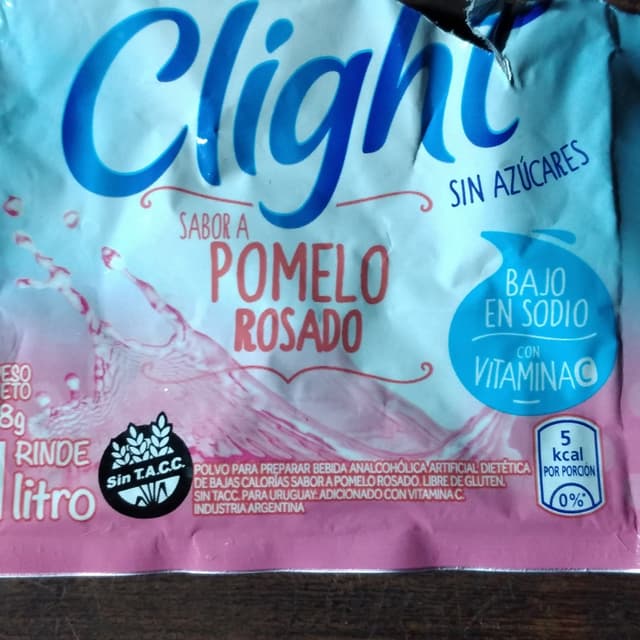 Clight
SIN AZÚCARES
SABOR A
POMELO
ROSADO
BAJO
EN SODIO
CON
VITAMINA C
ESO
ETO
8g
RINDE
1 litro
Sin T.A.C.C.
POLVO PARA PREPARAR BEBIDA ANALCOHÓLICA ARTIFICIAL DIETÉTICA
DE BAJAS CALORÍAS SABOR A POMELO ROSADO. LIBRE DE GLUTEN.
SIN TACC. PARA URUGUAY: ADICIONADO CON VITAMINA C.
INDUSTRIA ARGENTINA
5
kcal
POR PORCIÓN
0%*